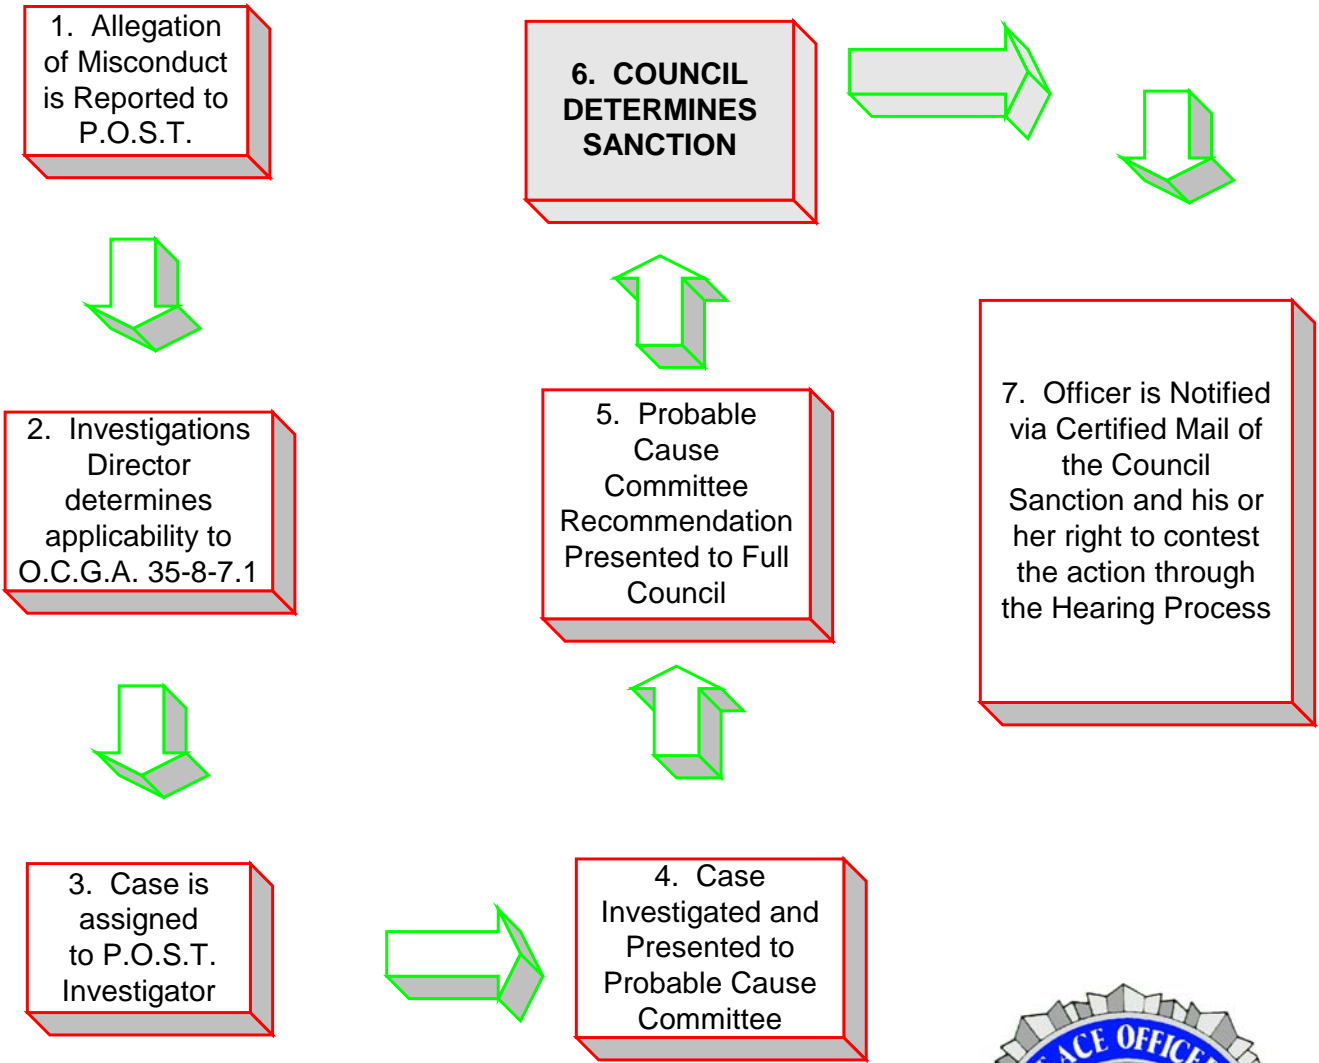 1. Allegation
of Misconduct
is Reported to
P.O.S.T.
2. Investigations
Director
determines
applicability to
O.C.G.A. 35-8-7.1
3. Case is
assigned
to P.O.S.T.
Investigator
4. Case
Investigated and
Presented to
Probable Cause
Committee
5. Probable
Cause
Committee
Recommendation
Presented to Full
Council
6. COUNCIL
DETERMINES
SANCTION
7. Officer is Notified
via Certified Mail of
the Council
Sanction and his or
her right to contest
the action through
the Hearing Process